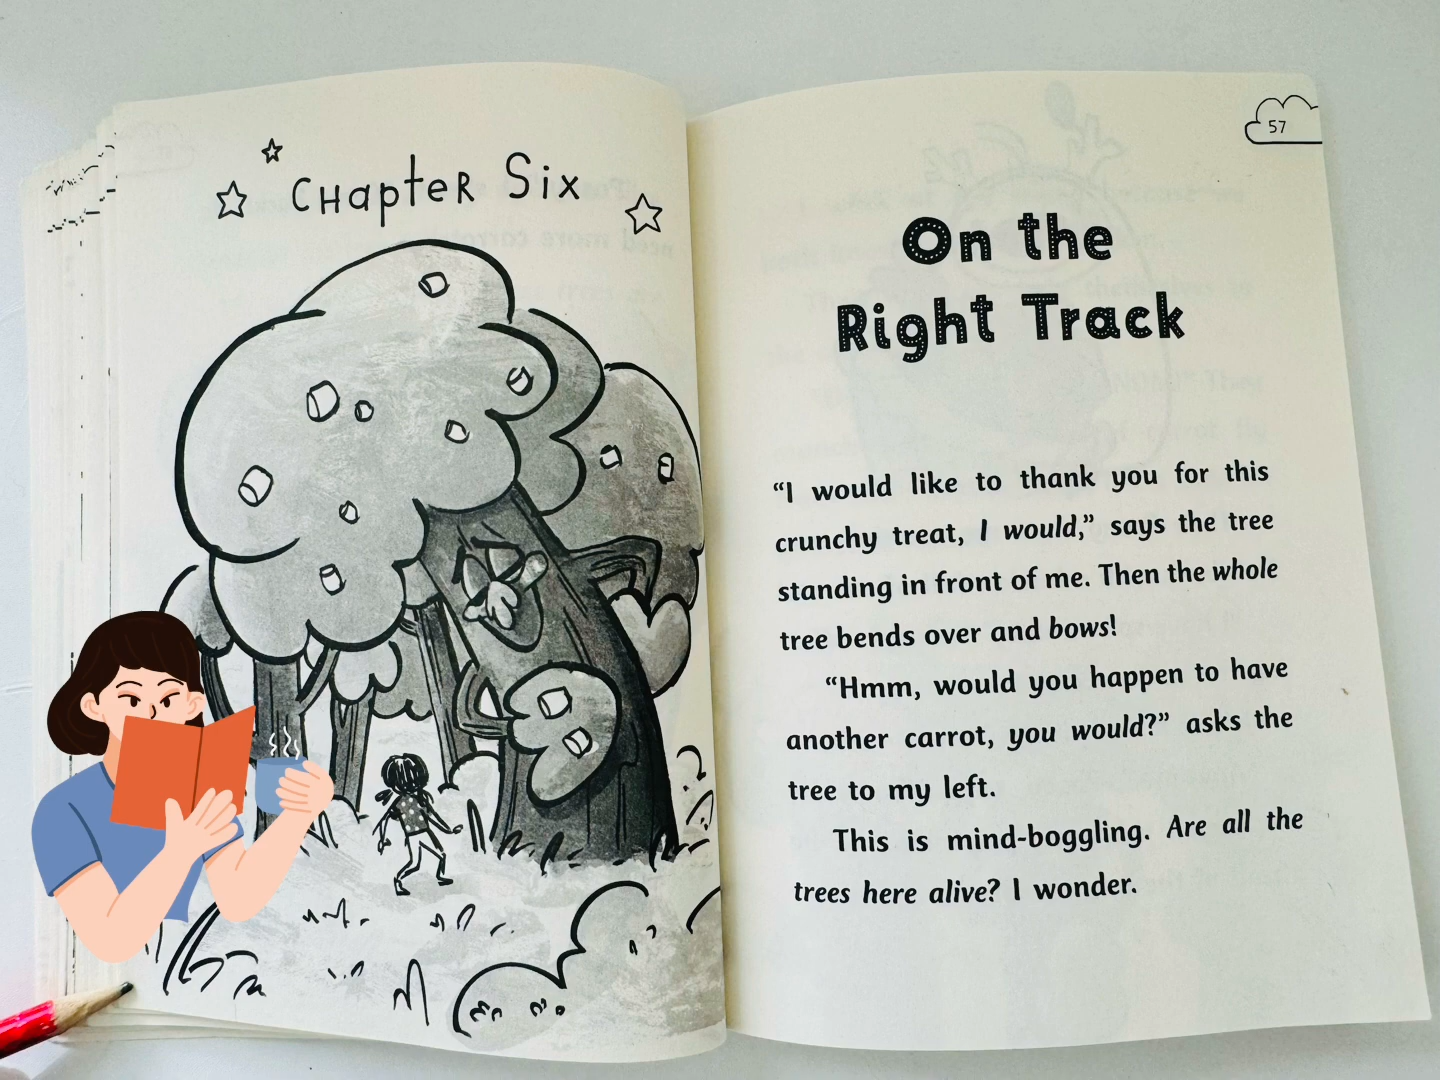 Chapter Six
57
On the
Right Track
“I would like to thank you for this
crunchy treat, I would,” says the tree
standing in front of me. Then the whole
tree bends over and bows!
“Hmm, would you happen to have
another carrot, you would?” asks the
tree to my left.
This is mind-boggling. Are all the
trees here alive? I wonder.